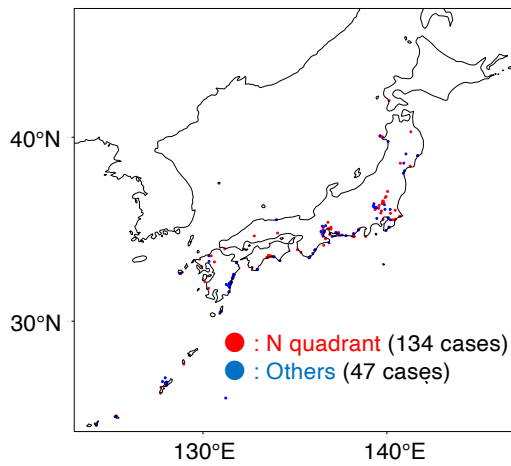 40°N
30°N
: N quadrant (134 cases)
: Others (47 cases)
130°E
140°E